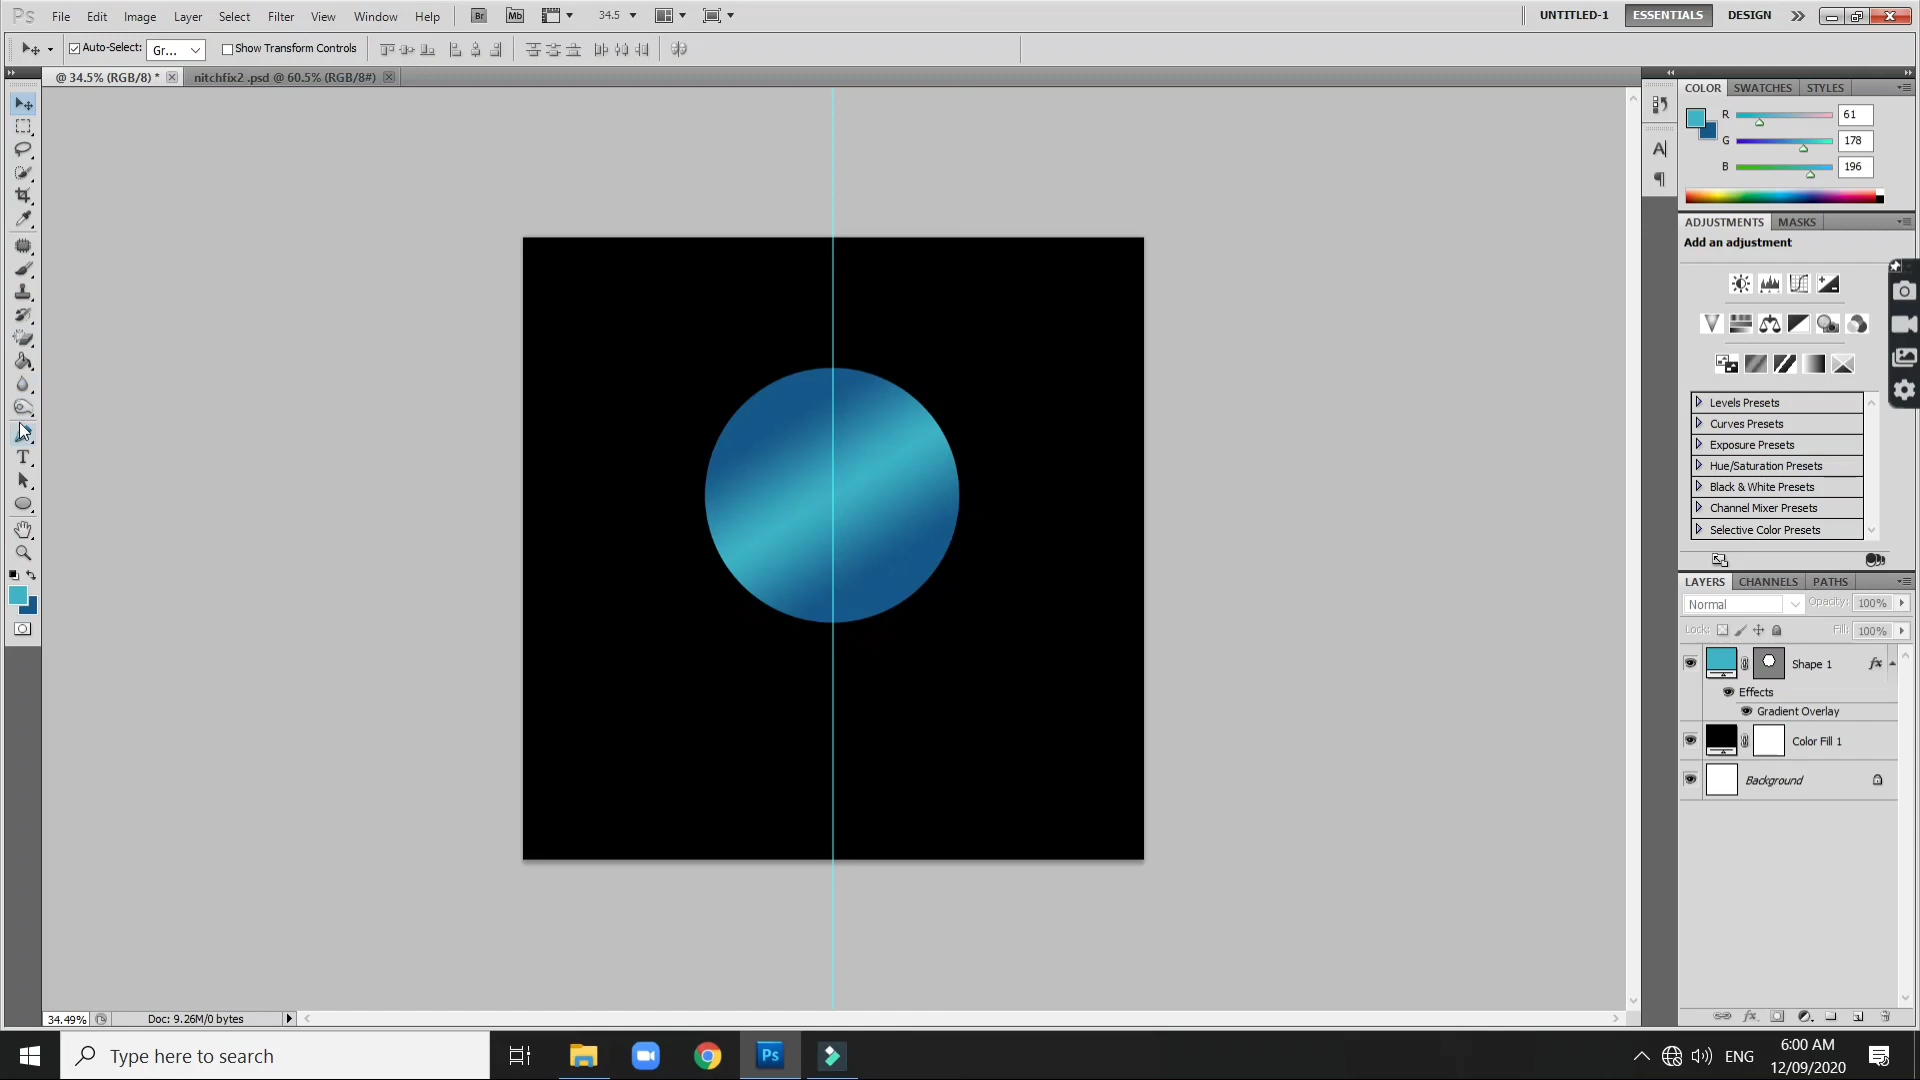 Ps File Edit Image Layer Select Filter View Window Help Br Mb 34.5 UNTITLED-1 ESSENTIALS DESIGN
Auto-Select: Gr... Show Transform Controls
@ 34.5% (RGB/8) * nitchfix2 .psd @ 60.5% (RGB/8#)
COLOR SWATCHES STYLES
R 61
G 178
B 196
ADJUSTMENTS MASKS
Add an adjustment
Levels Presets
Curves Presets
Exposure Presets
Hue/Saturation Presets
Black & White Presets
Channel Mixer Presets
Selective Color Presets
LAYERS CHANNELS PATHS
Normal Opacity: 100%
Lock: Fill: 100%
Shape 1 fx
Effects
Gradient Overlay
Color Fill 1
Background
34.49% Doc: 9.26M/0 bytes
Type here to search Ps ENG 6:00 AM
12/09/2020